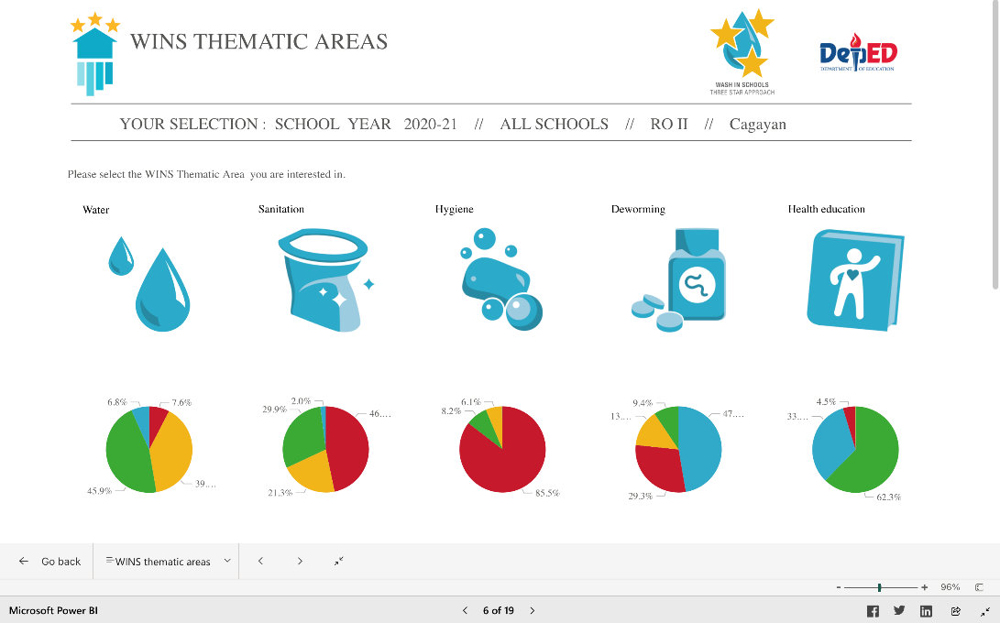 WINS THEMATIC AREAS
WASH IN SCHOOLS
THREE STAR APPROACH
DepED
DEPARTMENT OF EDUCATION
YOUR SELECTION : SCHOOL YEAR 2020-21 // ALL SCHOOLS // RO II // Cagayan
Please select the WINS Thematic Area you are interested in.
Water
Sanitation
Hygiene
Deworming
Health education
6.8%
7.6%
45.9%
39....
29.9%
2.0%
46....
21.3%
8.2%
6.1%
85.5%
13....
9.4%
47....
29.3%
33....
4.5%
62.3%
Go back
WINS thematic areas
- + 96%
Microsoft Power BI
6 of 19